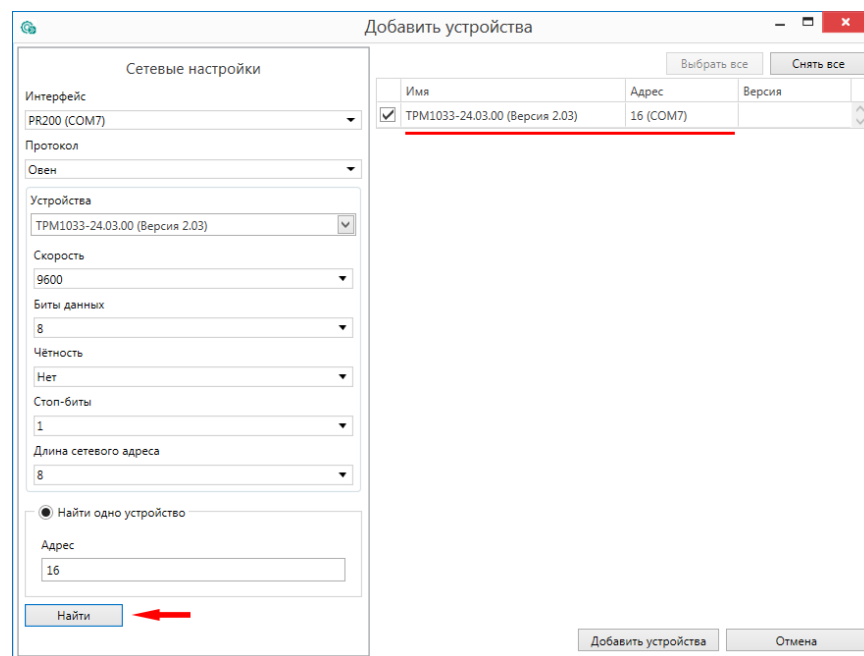 Добавить устройства
Сетевые настройки
Интерфейс
PR200 (COM7)
Протокол
Овен
Устройства
ТРМ1033-24.03.00 (Версия 2.03)
Скорость
9600
Биты данных
8
Чётность
Нет
Стоп-биты
1
Длина сетевого адреса
8
Найти одно устройство
Адрес
16
Найти
Выбрать все Снять все
Имя Адрес Версия
ТРМ1033-24.03.00 (Версия 2.03) 16 (COM7)
Добавить устройства Отмена